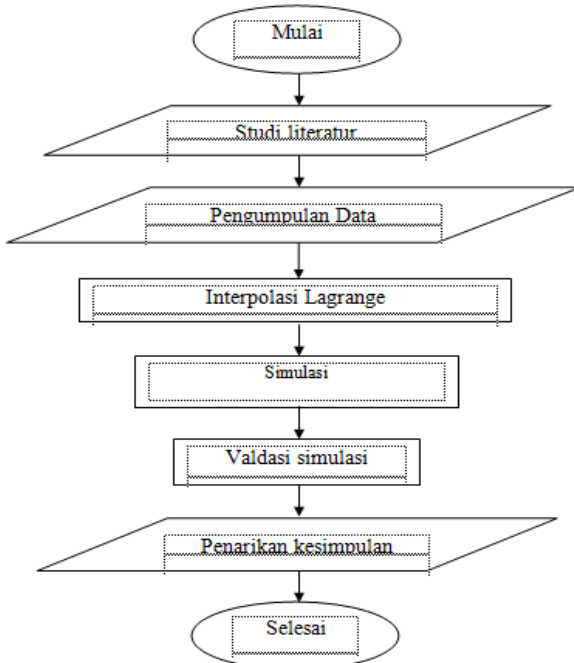 Mulai
Studi literatur
Pengumpulan Data
Interpolasi Lagrange
Simulasi
Valdasi simulasi
Penarikan kesimpulan
Selesai